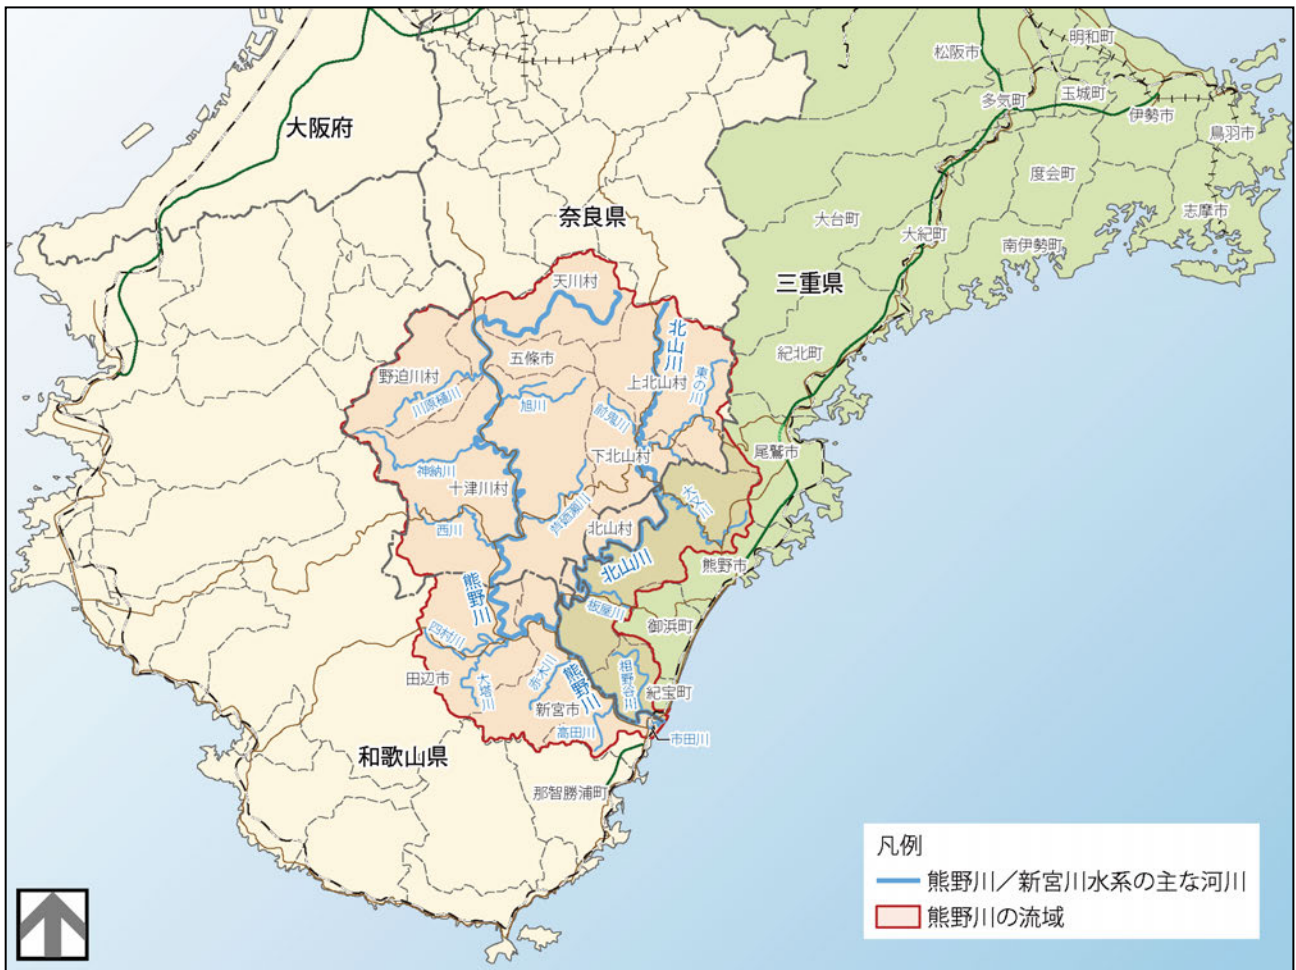 明和町
松阪市
玉城町
多気町
伊勢市
大阪府
鳥羽市
度会町
志摩市
奈良県
大台町
大紀町
南伊勢町
天川村
三重県
北山川
紀北町
五條市
野迫川村
上北山村
東の川
川原樋川
旭川
前鬼川
尾鷲市
下北山村
神納川
十津川村
大又川
芦廼瀬川
西川
北山村
北山川
熊野市
熊野川
板屋川
御浜町
四村川
赤木川
田辺市
大塔川
熊野川
相野谷川
紀宝町
新宮市
高田川
市田川
和歌山県
那智勝浦町
凡例
熊野川／新宮川水系の主な河川
熊野川の流域